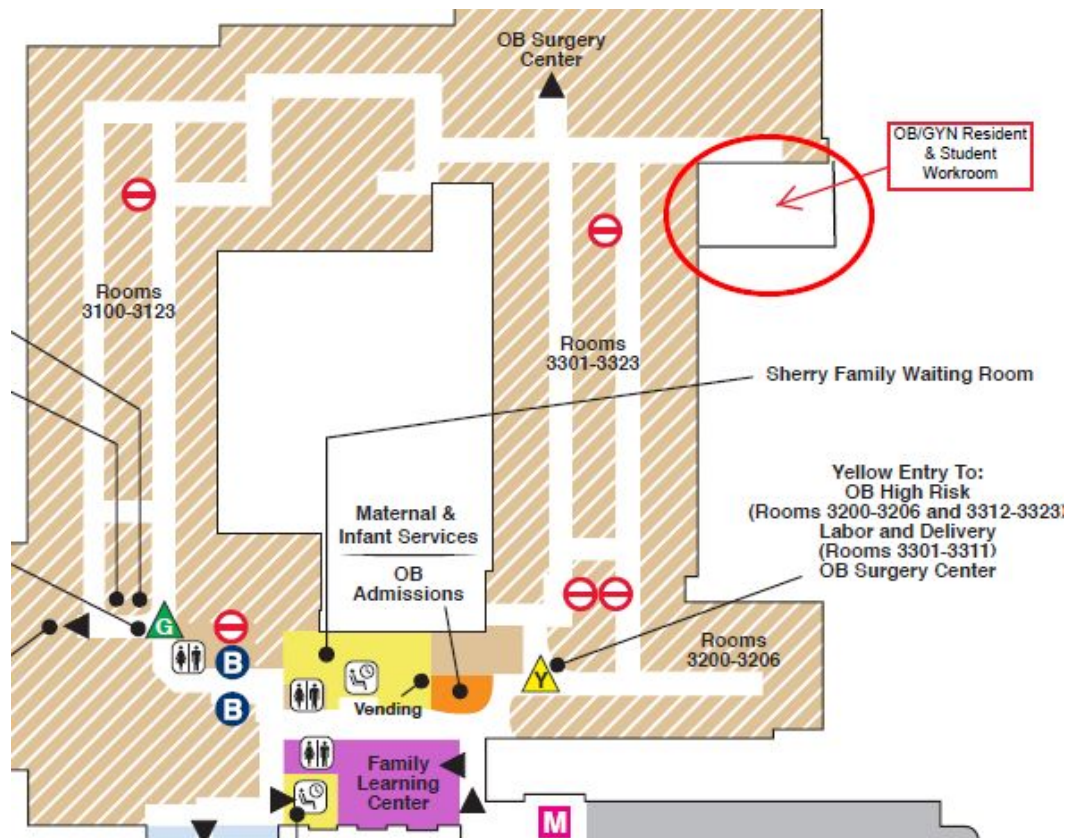 OB Surgery
Center
OB/GYN Resident
& Student
Workroom
Rooms
3100-3123
Rooms
3301-3323
Sherry Family Waiting Room
Yellow Entry To:
OB High Risk
(Rooms 3200-3206 and 3312-3323)
Labor and Delivery
(Rooms 3301-3311)
OB Surgery Center
Maternal &
Infant Services
OB
Admissions
G
B
B
Y
Rooms
3200-3206
Vending
Family
Learning
Center
M